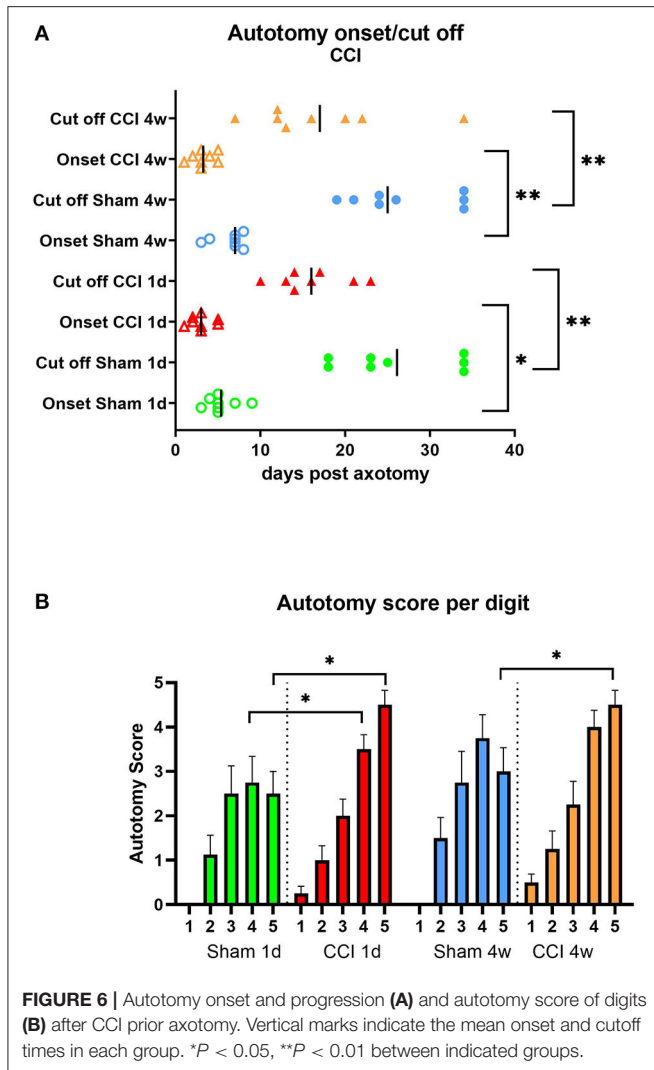 A
Autotomy onset/cut off
CCI
Cut off CCI 4w
Onset CCI 4w
Cut off Sham 4w
Onset Sham 4w
Cut off CCI 1d
Onset CCI 1d
Cut off Sham 1d
Onset Sham 1d
**
**
**
*
0 10 20 30 40
days post axotomy
B
Autotomy score per digit
*
*
*
Autotomy Score
5
4
3
2
1
0
1 2 3 4 5 1 2 3 4 5 1 2 3 4 5 1 2 3 4 5
Sham 1d CCI 1d Sham 4w CCI 4w
FIGURE 6 | Autotomy onset and progression (A) and autotomy score of digits
(B) after CCI prior axotomy. Vertical marks indicate the mean onset and cutoff
times in each group. *P < 0.05, **P < 0.01 between indicated groups.